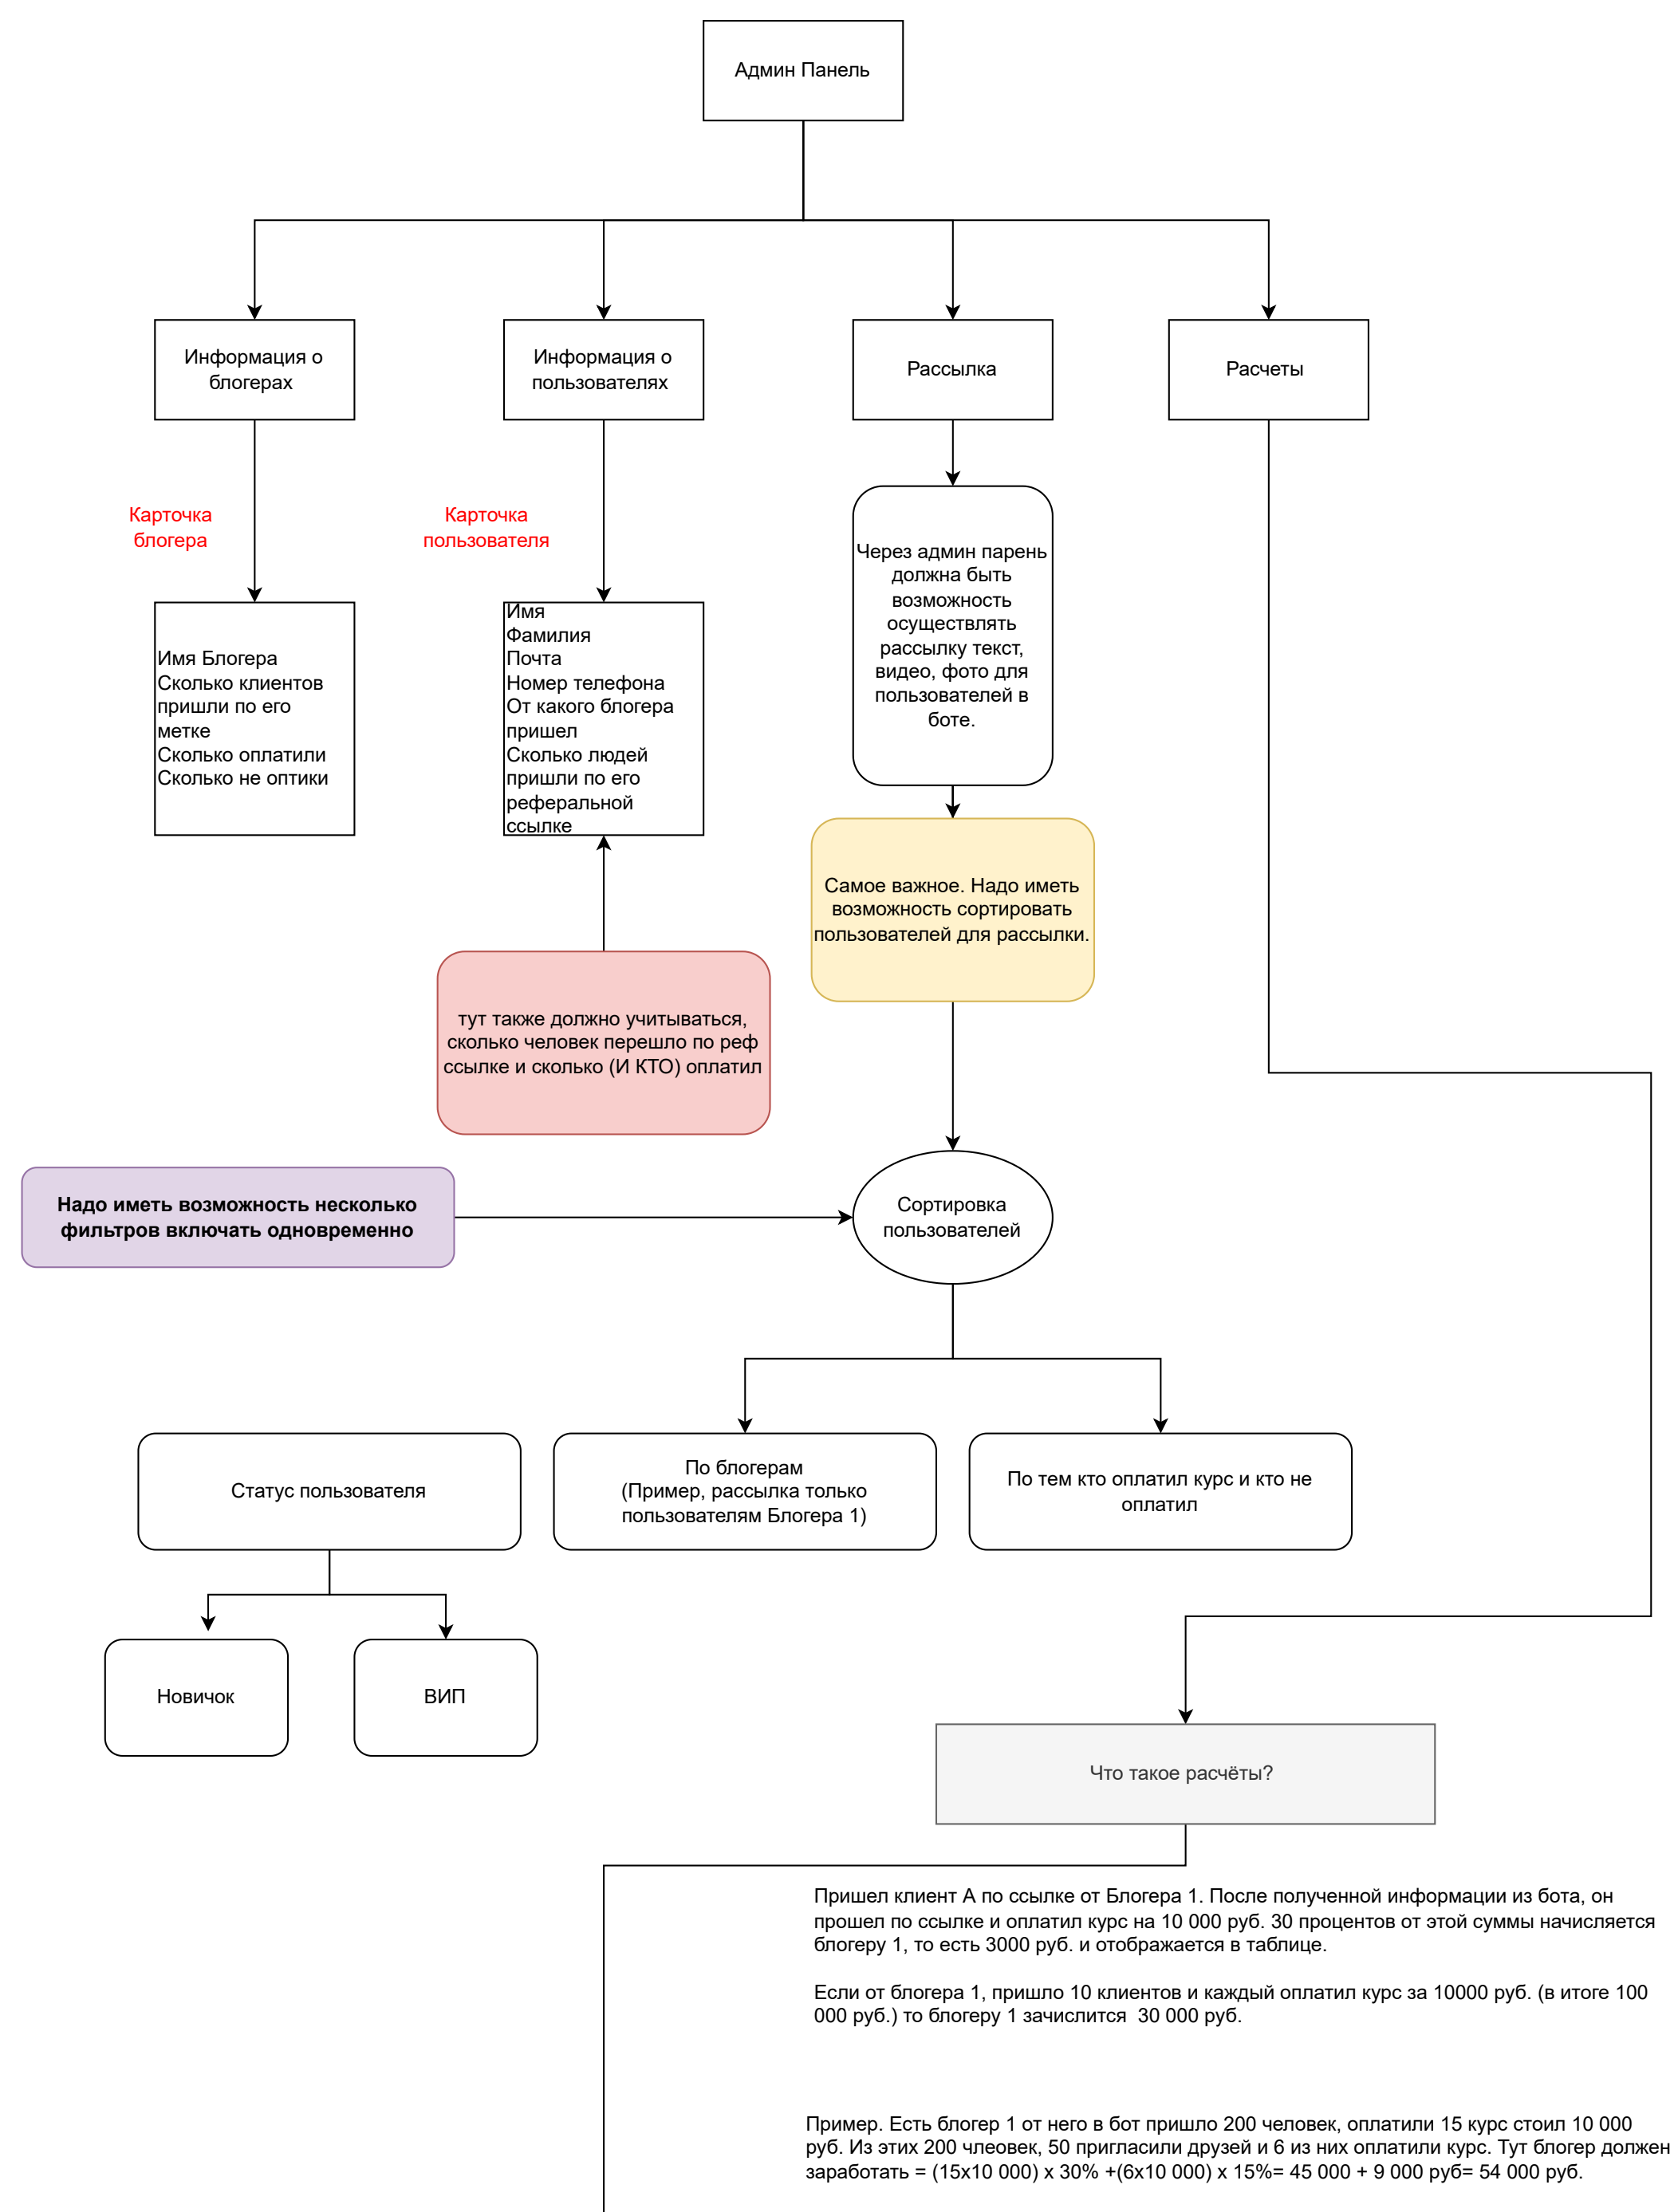 Админ Панель
Информация о
блогерах
Информация о
пользователях
Рассылка
Расчеты
Карточка
блогера
Карточка
пользователя
Имя Блогера
Сколько клиентов
пришли по его
метке
Сколько оплатили
Сколько не оптики
Имя
Фамилия
Почта
Номер телефона
От какого блогера
пришел
Сколько людей
пришли по его
реферальной
ссылке
Через админ парень
должна быть
возможность
осуществлять
рассылку текст,
видео, фото для
пользователей в
боте.
Самое важное. Надо иметь
возможность сортировать
пользователей для рассылки.
тут также должно учитываться,
сколько человек перешло по реф
ссылке и сколько (И КТО) оплатил
Надо иметь возможность несколько
фильтров включать одновременно
Сортировка
пользователей
Статус пользователя
По блогерам
(Пример, рассылка только
пользователям Блогера 1)
По тем кто оплатил курс и кто не
оплатил
Новичок
ВИП
Что такое расчёты?
Пришел клиент А по ссылке от Блогера 1. После полученной информации из бота, он
прошел по ссылке и оплатил курс на 10 000 руб. 30 процентов от этой суммы начисляется
блогеру 1, то есть 3000 руб. и отображается в таблице.
Если от блогера 1, пришло 10 клиентов и каждый оплатил курс за 10000 руб. (в итоге 100
000 руб.) то блогеру 1 зачислится  30 000 руб.
Пример. Есть блогер 1 от него в бот пришло 200 человек, оплатили 15 курс стоил 10 000
руб. Из этих 200 члеовек, 50 пригласили друзей и 6 из них оплатили курс. Тут блогер должен
заработать = (15х10 000) х 30% +(6х10 000) х 15%= 45 000 + 9 000 руб= 54 000 руб.